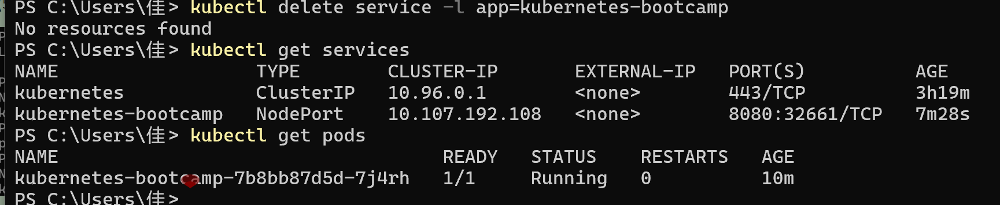 PS C:\Users\佳> kubectl delete service -l app=kubernetes-bootcamp
No resources found
PS C:\Users\佳> kubectl get services
NAME TYPE CLUSTER-IP EXTERNAL-IP PORT(S) AGE
kubernetes ClusterIP 10.96.0.1 <none> 443/TCP 3h19m
kubernetes-bootcamp NodePort 10.107.192.108 <none> 8080:32661/TCP 7m28s
PS C:\Users\佳> kubectl get pods
NAME READY STATUS RESTARTS AGE
kubernetes-bootcamp-7b8bb87d5d-7j4rh 1/1 Running 0 10m
PS C:\Users\佳>